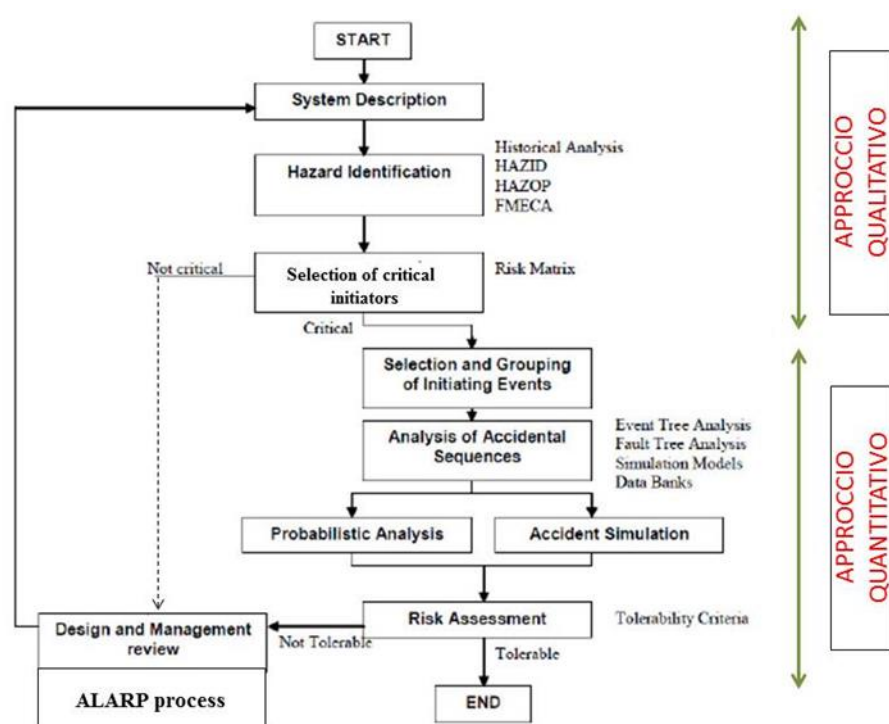 START
System Description
Hazard Identification
Historical Analysis
HAZID
HAZOP
FMECA
Not critical
Selection of critical
initiators
Risk Matrix
Critical
Selection and Grouping
of Initiating Events
Analysis of Accidental
Sequences
Event Tree Analysis
Fault Tree Analysis
Simulation Models
Data Banks
Probabilistic Analysis
Accident Simulation
Risk Assessment
Tolerability Criteria
Not Tolerable
Design and Management
review
ALARP process
Tolerable
END
APPROCCIO
QUALITATIVO
APPROCCIO
QUANTITATIVO